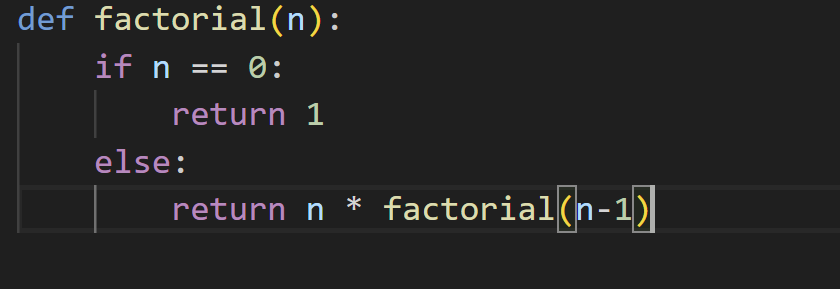 def factorial(n):
    if n == 0:
        return 1
    else:
        return n * factorial(n-1)